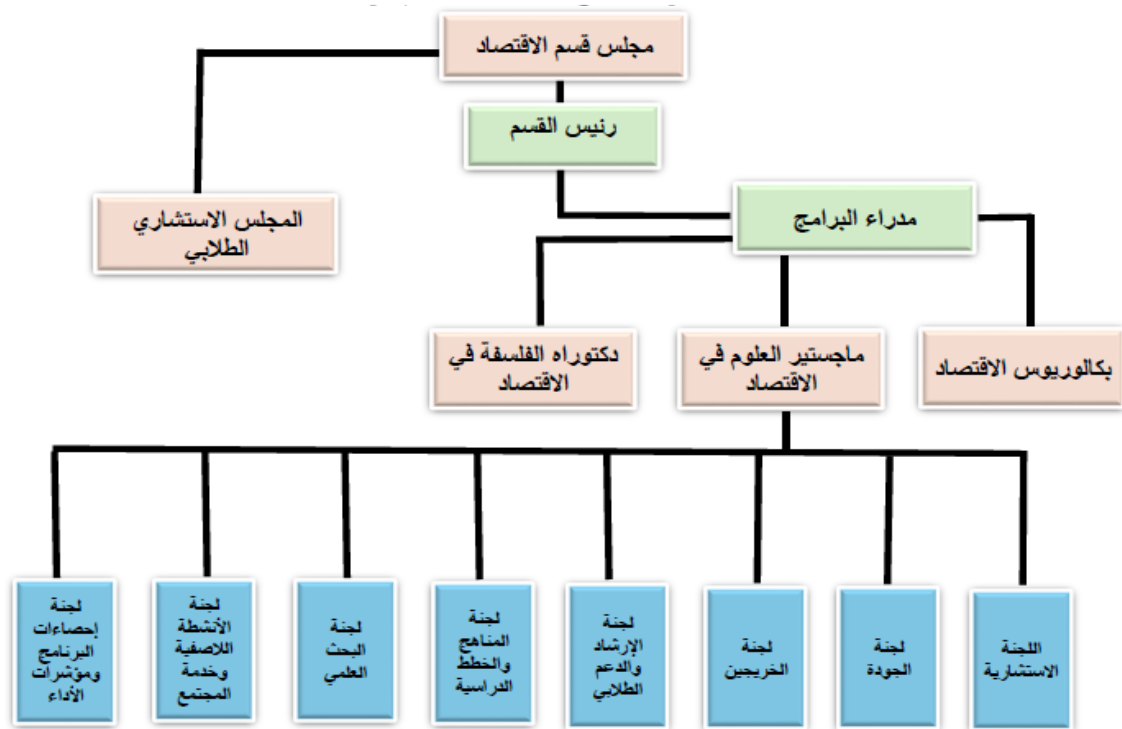 مجلس قسم الاقتصاد
رئيس القسم
المجلس الاستشاري
الطلابي
مدراء البرامج
بكالوريوس الاقتصاد
ماجستير العلوم في
الاقتصاد
دكتوراه الفلسفة في
الاقتصاد
اللجنة
الاستشارية
لجنة
الجودة
لجنة
الخريجين
لجنة
الإرشاد
والدعم
الطلابي
لجنة
المناهج
والخطط
الدراسية
لجنة
البحث
العلمي
لجنة
الأنشطة
اللاصفية
وخدمة
المجتمع
لجنة
إحصاءات
البرنامج
ومؤشرات
الأداء